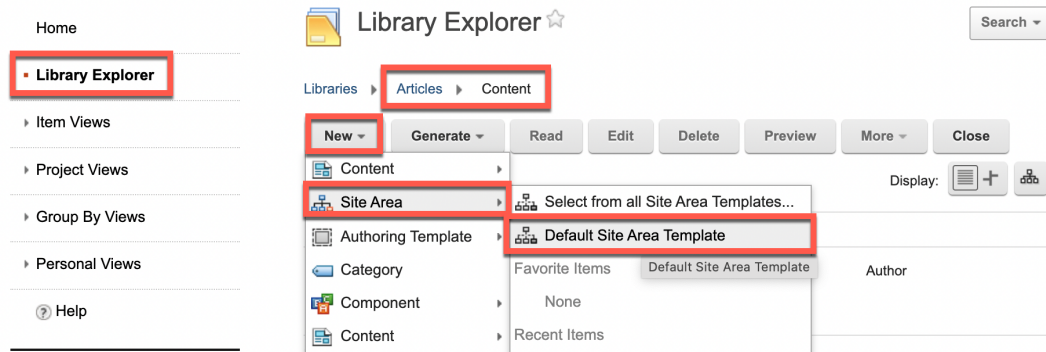 Home
Library Explorer
Item Views
Project Views
Group By Views
Personal Views
? Help
Library Explorer
Search
Libraries Articles Content
New Generate Read Edit Delete Preview More Close
Display:
Content
Site Area
Authoring Template
Category
Component
Content
Select from all Site Area Templates...
Default Site Area Template
Favorite Items
Default Site Area Template
None
Recent Items
Author